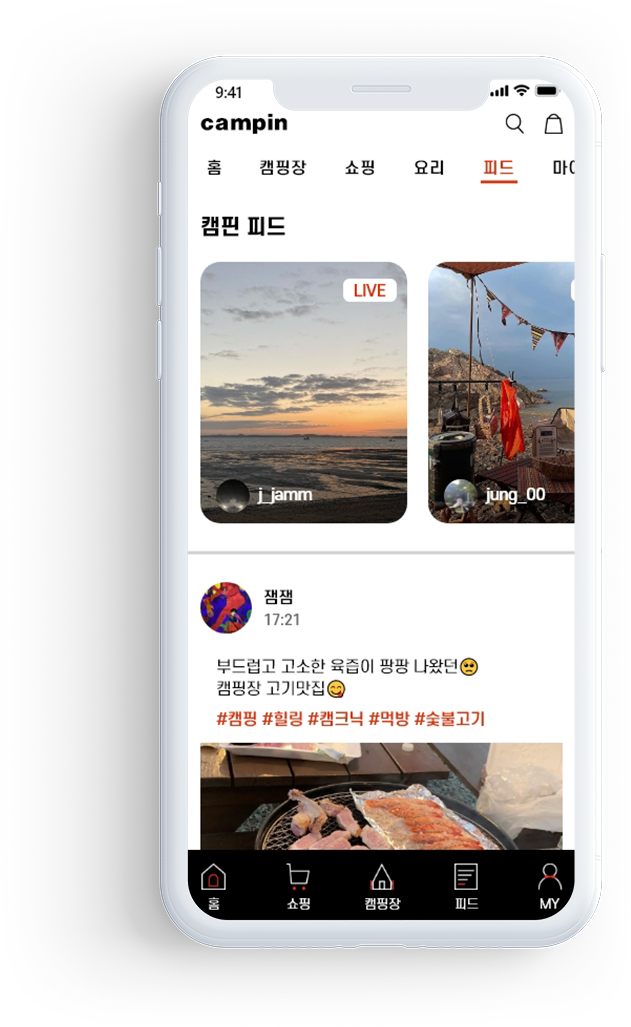 9:41
campin
홈 캠핑장 쇼핑 요리 피드
캠핀 피드
LIVE
j_jamm
jung_00
잼잼
17:21
부드럽고 고소한 육즙이 팡팡 나왔던🥺
캠핑장 고기맛집😋
#캠핑 #힐링 #캠크닉 #먹방 #숯불고기
홈 쇼핑 캠핑장 피드 MY